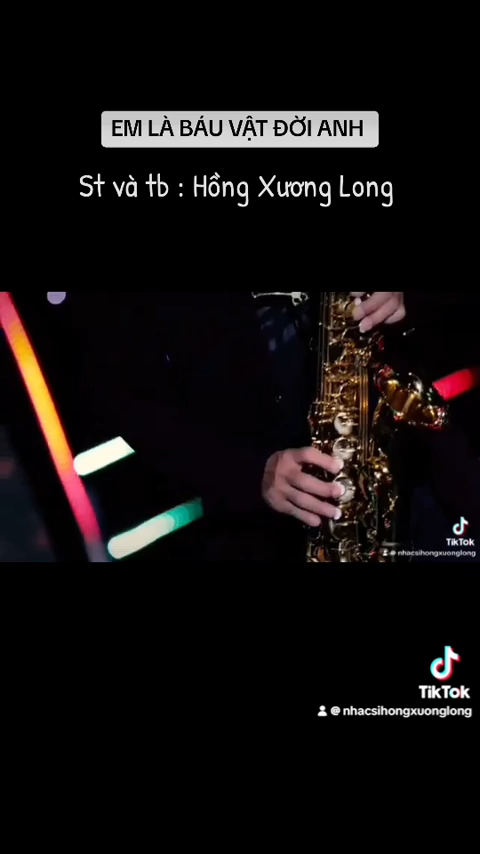 EM LÀ BÁU VẬT ĐỜI ANH
St và tb : Hồng Xương Long
TikTok
@ nhacsihongxuonglong
TikTok
@ nhacsihongxuonglong